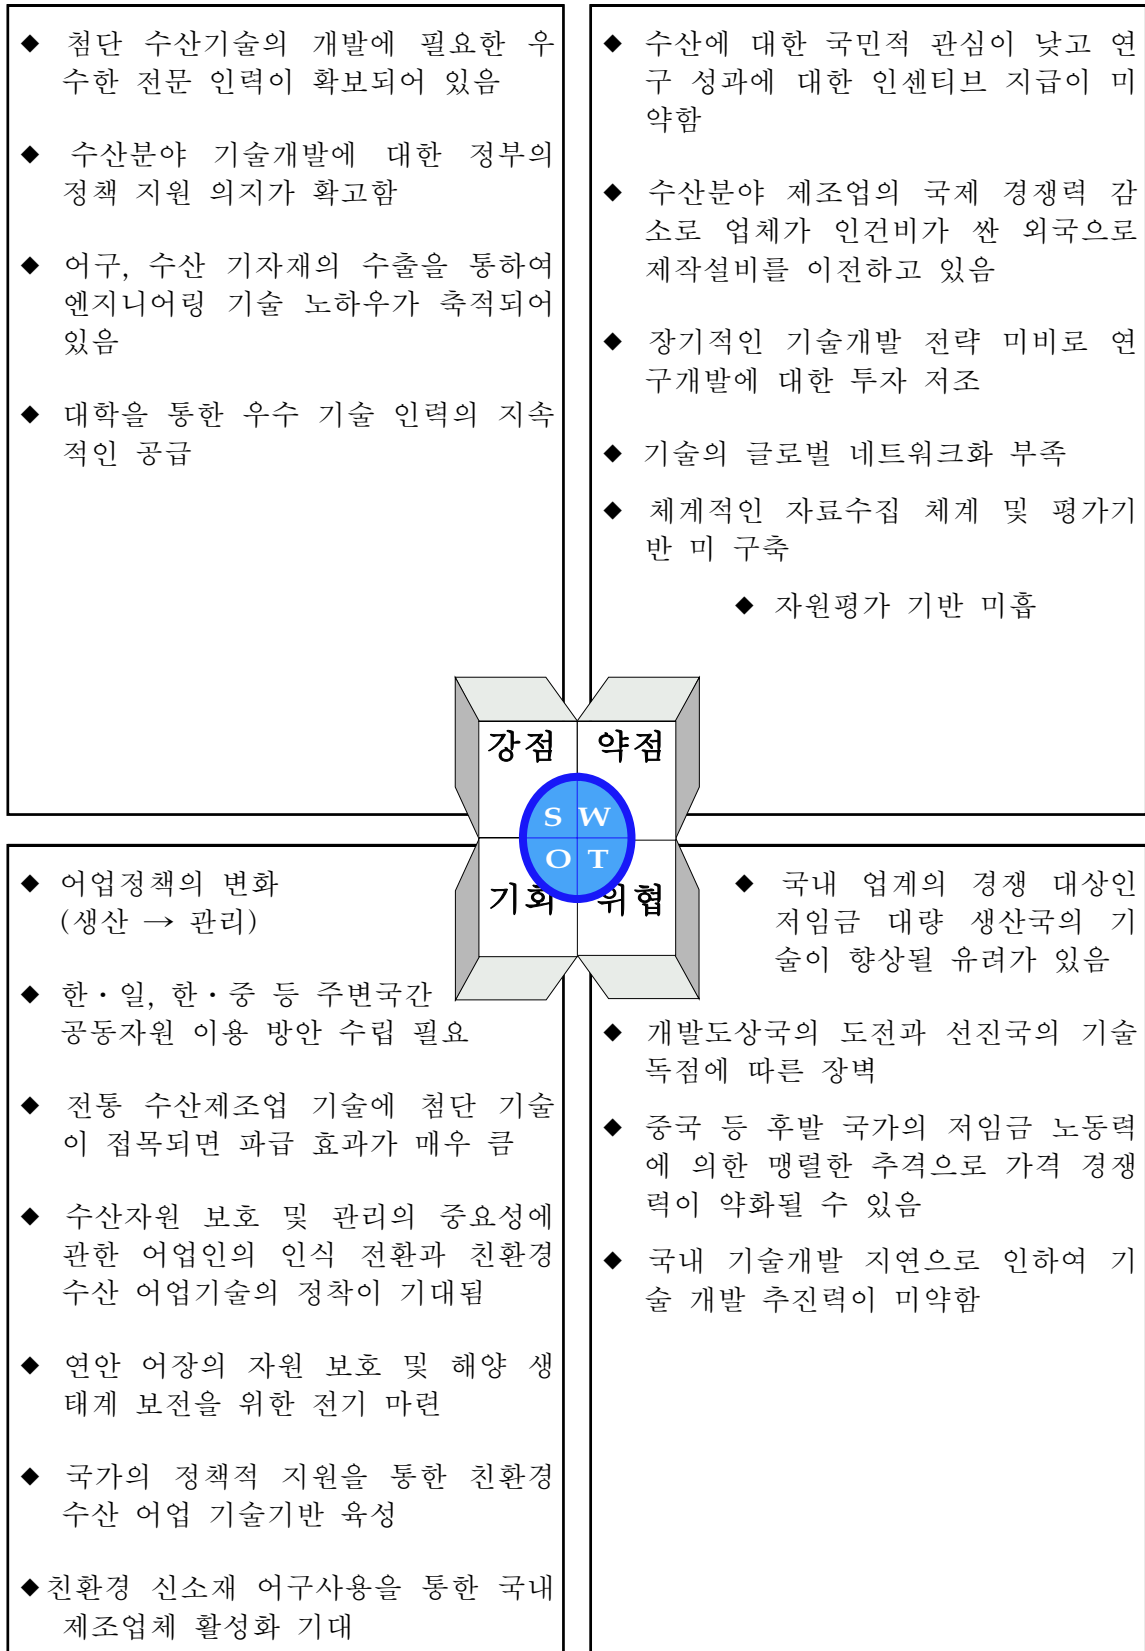 ◆ 첨단 수산기술의 개발에 필요한 우
수한 전문 인력이 확보되어 있음
◆ 수산분야 기술개발에 대한 정부의
정책 지원 의지가 확고함
◆ 어구, 수산 기자재의 수출을 통하여
엔지니어링 기술 노하우가 축적되어
있음
◆ 대학을 통한 우수 기술 인력의 지속
적인 공급
◆ 수산에 대한 국민적 관심이 낮고 연
구 성과에 대한 인센티브 지급이 미
약함
◆ 수산분야 제조업의 국제 경쟁력 감
소로 업체가 인건비가 싼 외국으로
제작설비를 이전하고 있음
◆ 장기적인 기술개발 전략 미비로 연
구개발에 대한 투자 저조
◆ 기술의 글로벌 네트워크화 부족
◆ 체계적인 자료수집 체계 및 평가기
반 미 구축
◆ 자원평가 기반 미흡
강점 약점
S W
O T
기회 위협
◆ 어업정책의 변화
(생산 → 관리)
◆ 한・일, 한・중 등 주변국간
공동자원 이용 방안 수립 필요
◆ 전통 수산제조업 기술에 첨단 기술
이 접목되면 파급 효과가 매우 큼
◆ 수산자원 보호 및 관리의 중요성에
관한 어업인의 인식 전환과 친환경
수산 어업기술의 정착이 기대됨
◆ 연안 어장의 자원 보호 및 해양 생
태계 보전을 위한 전기 마련
◆ 국가의 정책적 지원을 통한 친환경
수산 어업 기술기반 육성
◆친환경 신소재 어구사용을 통한 국내
제조업체 활성화 기대
◆ 국내 업계의 경쟁 대상인
저임금 대량 생산국의 기
술이 향상될 유려가 있음
◆ 개발도상국의 도전과 선진국의 기술
독점에 따른 장벽
◆ 중국 등 후발 국가의 저임금 노동력
에 의한 맹렬한 추격으로 가격 경쟁
력이 약화될 수 있음
◆ 국내 기술개발 지연으로 인하여 기
술 개발 추진력이 미약함